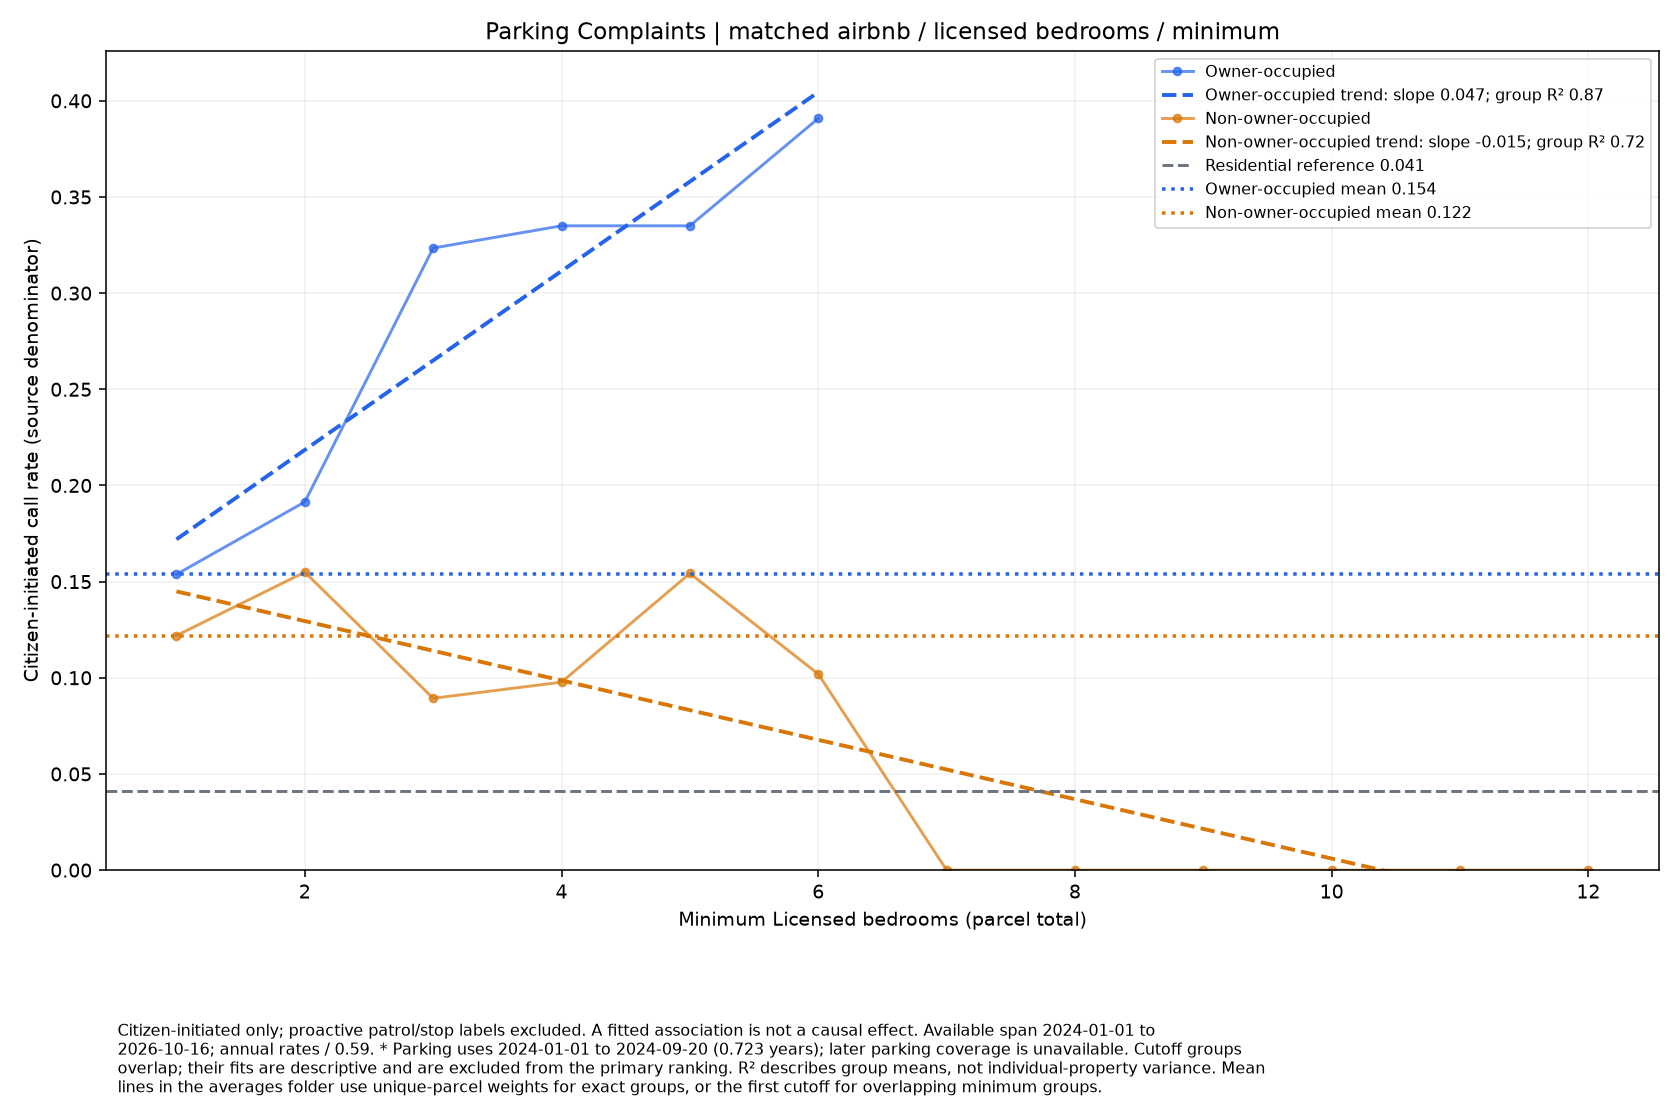 Parking Complaints | matched airbnb / licensed bedrooms / minimum
Owner-occupied
Owner-occupied trend: slope 0.047; group R² 0.87
Non-owner-occupied
Non-owner-occupied trend: slope -0.015; group R² 0.72
Residential reference 0.041
Owner-occupied mean 0.154
Non-owner-occupied mean 0.122
Citizen-initiated call rate (source denominator)
0.40
0.35
0.30
0.25
0.20
0.15
0.10
0.05
0.00
2
4
6
8
10
12
Minimum Licensed bedrooms (parcel total)
Citizen-initiated only; proactive patrol/stop labels excluded. A fitted association is not a causal effect. Available span 2024-01-01 to
2026-10-16; annual rates / 0.59. * Parking uses 2024-01-01 to 2024-09-20 (0.723 years); later parking coverage is unavailable. Cutoff groups
overlap; their fits are descriptive and are excluded from the primary ranking. R² describes group means, not individual-property variance. Mean
lines in the averages folder use unique-parcel weights for exact groups, or the first cutoff for overlapping minimum groups.